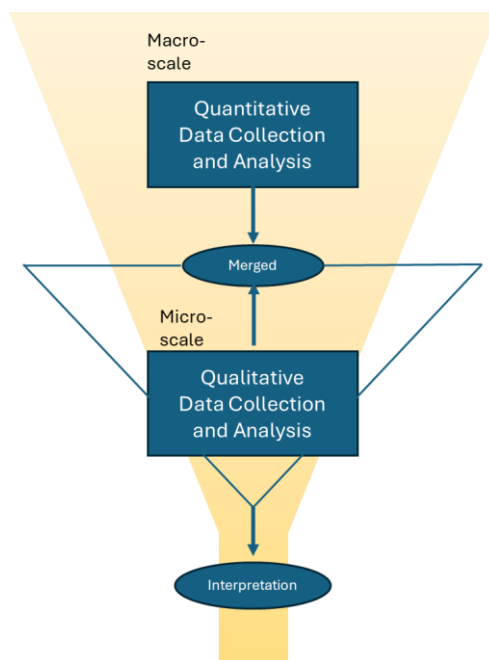 Macro-
scale
Quantitative
Data Collection
and Analysis
Merged
Micro-
scale
Qualitative
Data Collection
and Analysis
Interpretation